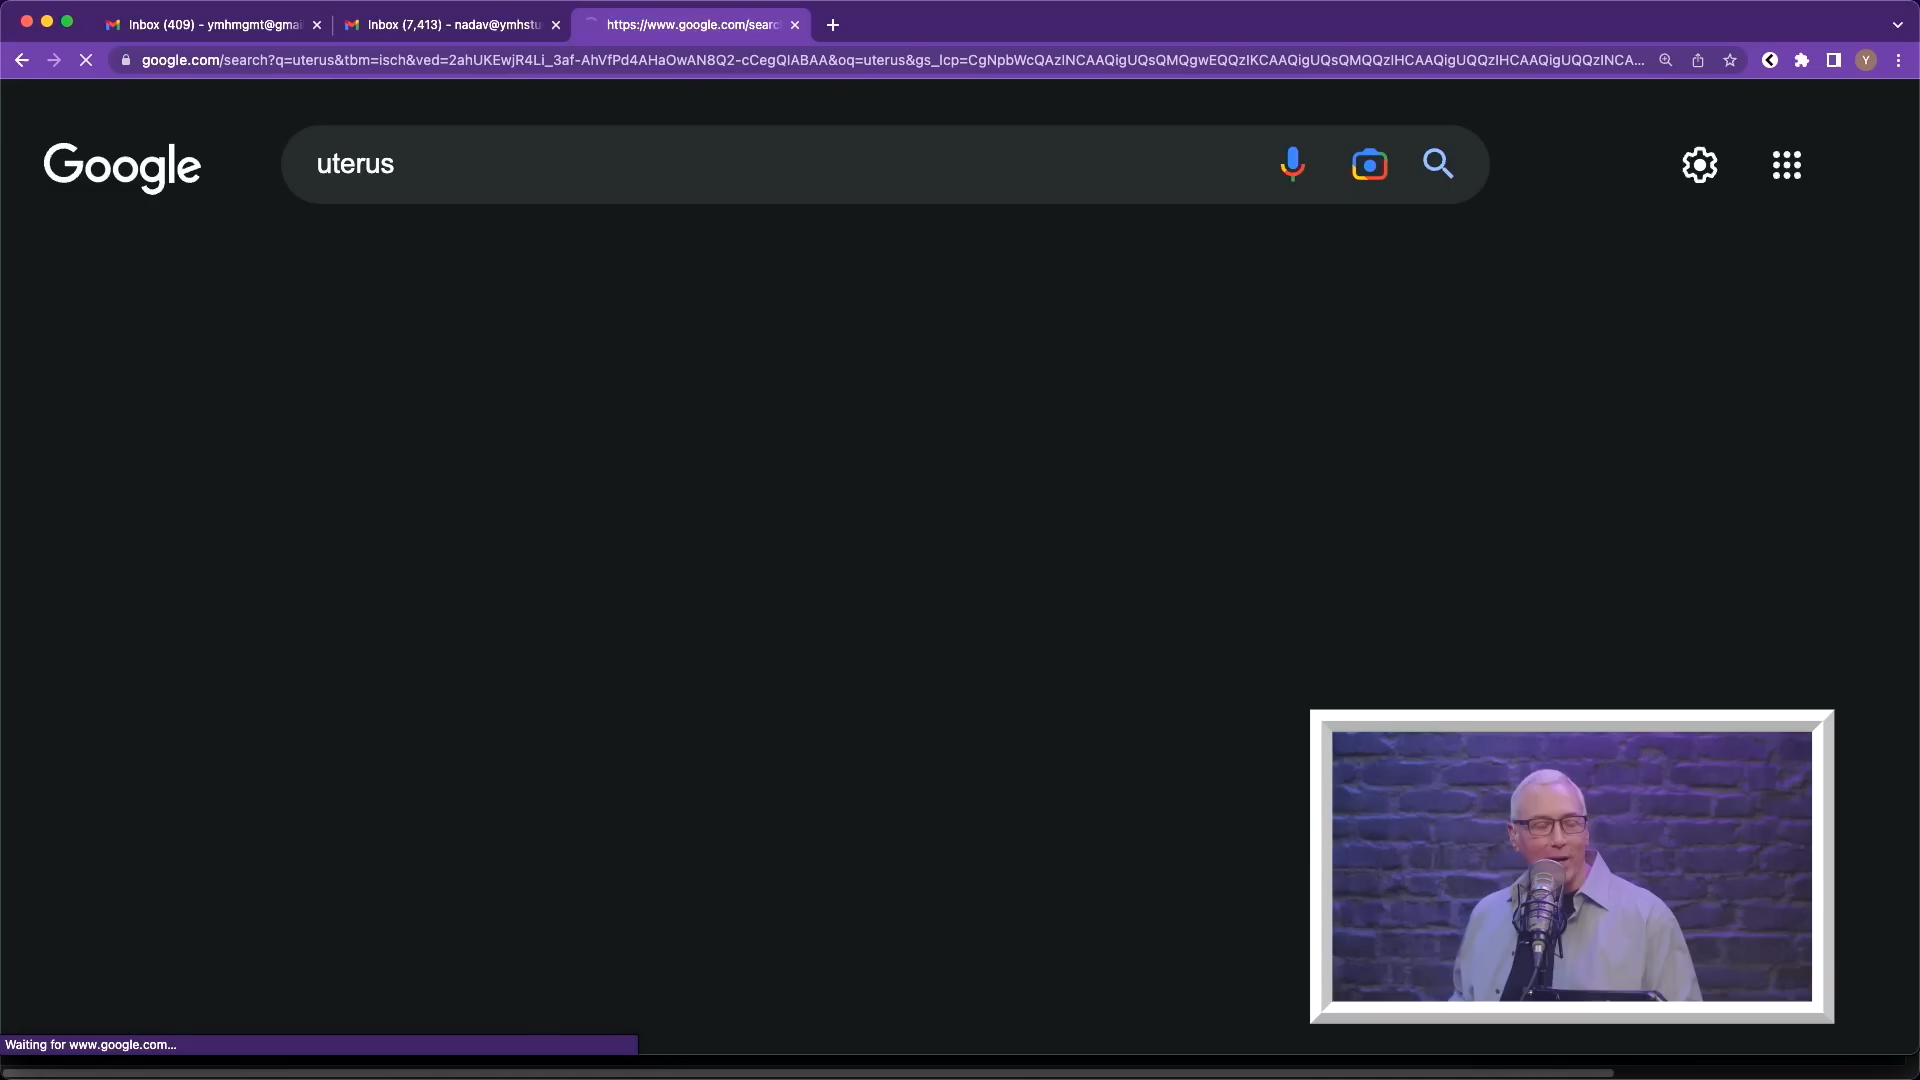 Inbox (409) - ymhmgmt@gmai
Inbox (7,413) - nadav@ymhstu
https://www.google.com/searc
google.com/search?q=uterus&tbm=isch&ved=2ahUKEwjR4Li_3af-AhVfPd4AHaOwAN8Q2-cCegQIABAA&oq=uterus&gs_lcp=CgNpbWcQAzINCAAQigUQsQMQgwEQQzIKCAAQigUQsQMQQzIHCAAQigUQQzIHCAAQigUQQzINCA...
Y
Google
uterus
Waiting for www.google.com...